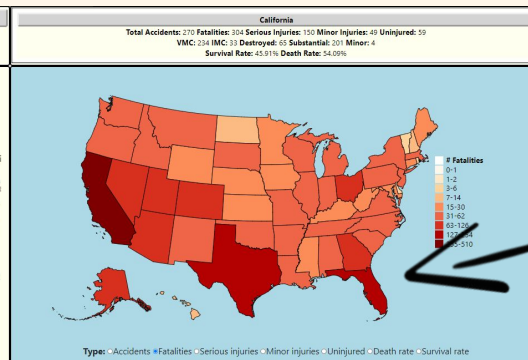 California
Total Accidents: 270 Fatalities: 304 Serious Injuries: 150 Minor Injuries: 49 Uninjured: 59
VMC: 234 IMC: 33 Destroyed: 65 Substantial: 201 Minor: 4
Survival Rate: 45.91% Death Rate: 54.09%
# Fatalities
0-1
1-2
3-6
7-14
15-30
31-62
63-126
Type: Accidents Fatalities Serious injuries Minor injuries Uninjured Death rate Survival rate